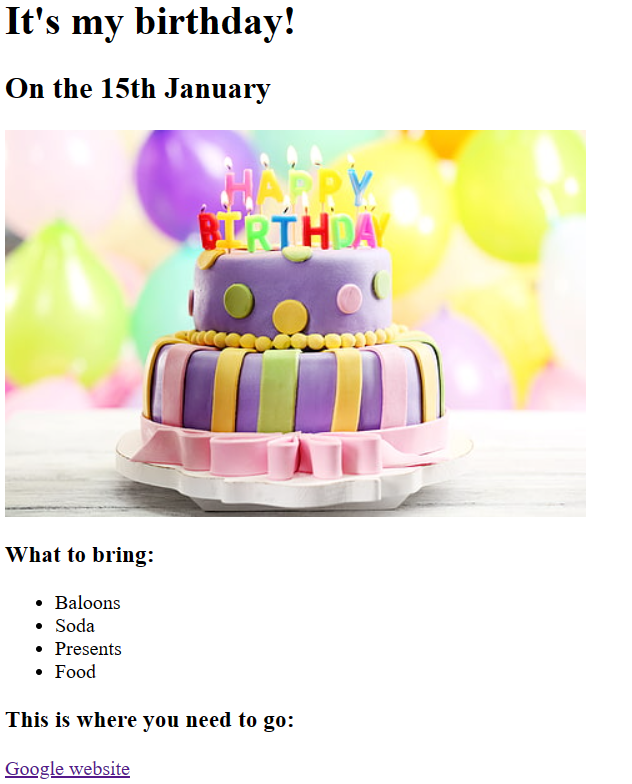 It's my birthday!
On the 15th January
HAPPY
BIRTHDAY
What to bring:
Baloons
Soda
Presents
Food
This is where you need to go:
Google website